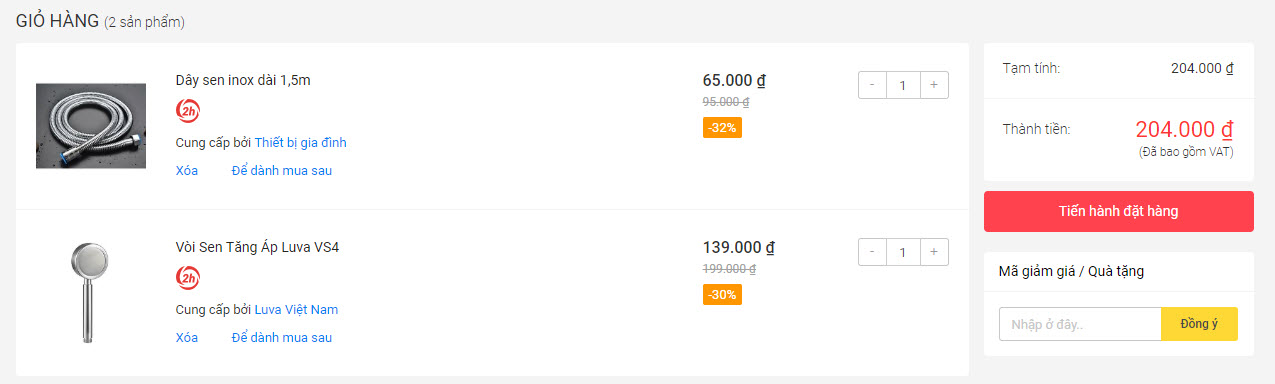 GIỎ HÀNG (2 sản phẩm)
Dây sen inox dài 1,5m
2h
Cung cấp bởi Thiết bị gia đình
Xóa Để dành mua sau
65.000 ₫
95.000 ₫
-32%
- 1 +
Vòi Sen Tăng Áp Luva VS4
2h
Cung cấp bởi Luva Việt Nam
Xóa Để dành mua sau
139.000 ₫
199.000 ₫
-30%
- 1 +
Tạm tính: 204.000 ₫
Thành tiền: 204.000 ₫
(Đã bao gồm VAT)
Tiến hành đặt hàng
Mã giảm giá / Quà tặng
Nhập ở đây.. Đồng ý